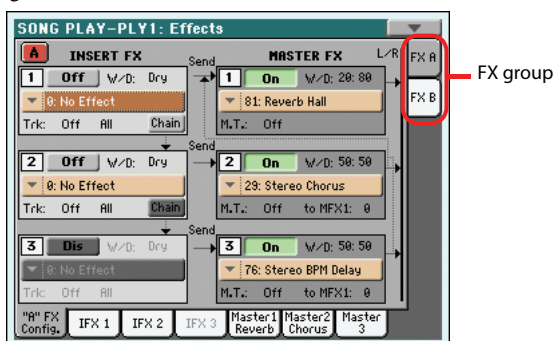 SONG PLAY-PLY1: Effects
A INSERT FX Send MASTER FX L/R FX A
1 Off W/D: Dry 1 On W/D: 20:80
FX group
0: No Effect 81: Reverb Hall FX B
Trk: Off All Chain M.T.: Off
Send
2 Off W/D: Dry 2 On W/D: 50:50
0: No Effect 29: Stereo Chorus
Trk: Off All Chain M.T.: Off to MFX1: 0
Send
3 Dis W/D: Dry 3 On W/D: 50:50
0: No Effect 76: Stereo BPM Delay
Trk: Off All M.T.: Off to MFX1: 0
"A" FX Config. IFX 1 IFX 2 IFX 3 Master1 Reverb Master2 Chorus Master 3